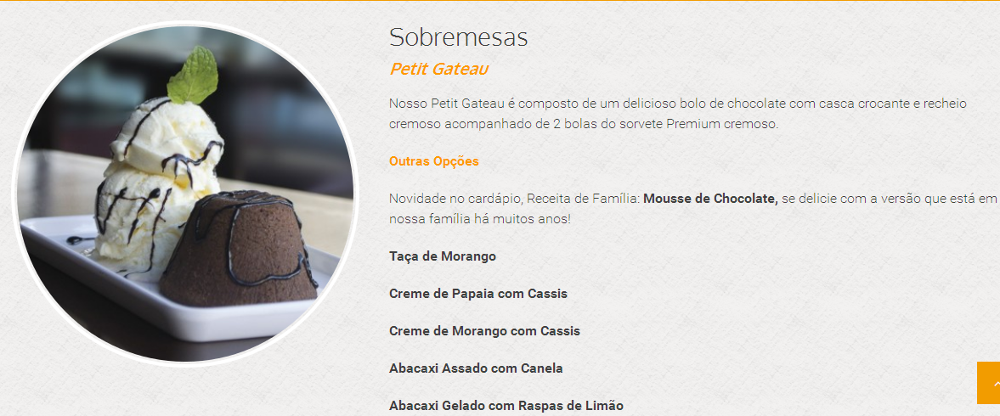 Sobremesas
Petit Gateau
Nosso Petit Gateau é composto de um delicioso bolo de chocolate com casca crocante e recheio
cremoso acompanhado de 2 bolas do sorvete Premium cremoso.
Outras Opções
Novidade no cardápio, Receita de Família: Mousse de Chocolate, se delicie com a versão que está em
nossa família há muitos anos!
Taça de Morango
Creme de Papaia com Cassis
Creme de Morango com Cassis
Abacaxi Assado com Canela
Abacaxi Gelado com Raspas de Limão